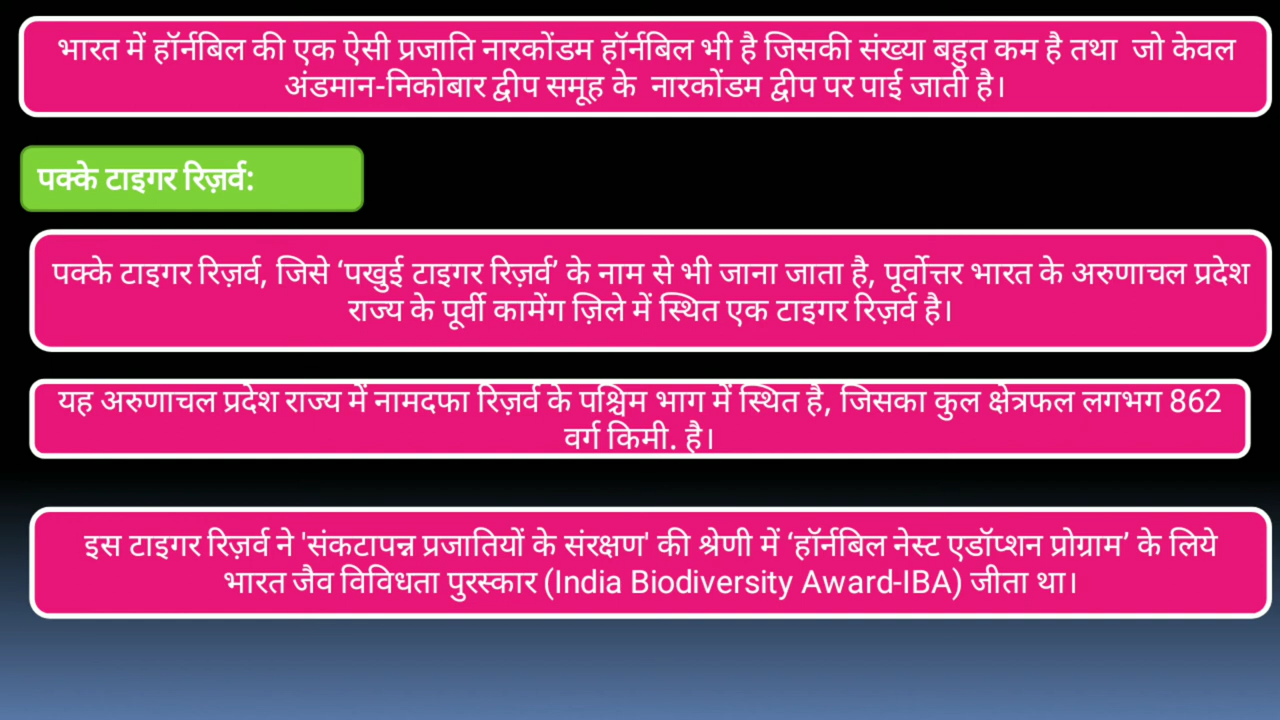 भारत में हॉर्नबिल की एक ऐसी प्रजाति नारकोंडम हॉर्नबिल भी है जिसकी संख्या बहुत कम है तथा जो केवल
अंडमान-निकोबार द्वीप समूह के नारकोंडम द्वीप पर पाई जाती है।
पक्के टाइगर रिज़र्व:
पक्के टाइगर रिज़र्व, जिसे ‘पखुई टाइगर रिज़र्व’ के नाम से भी जाना जाता है, पूर्वोत्तर भारत के अरुणाचल प्रदेश
राज्य के पूर्वी कामेंग ज़िले में स्थित एक टाइगर रिज़र्व है।
यह अरुणाचल प्रदेश राज्य में नामदफा रिज़र्व के पश्चिम भाग में स्थित है, जिसका कुल क्षेत्रफल लगभग 862
वर्ग किमी. है।
इस टाइगर रिज़र्व ने 'संकटापन्न प्रजातियों के संरक्षण' की श्रेणी में ‘हॉर्नबिल नेस्ट एडॉप्शन प्रोग्राम’ के लिये
भारत जैव विविधता पुरस्कार (India Biodiversity Award-IBA) जीता था।